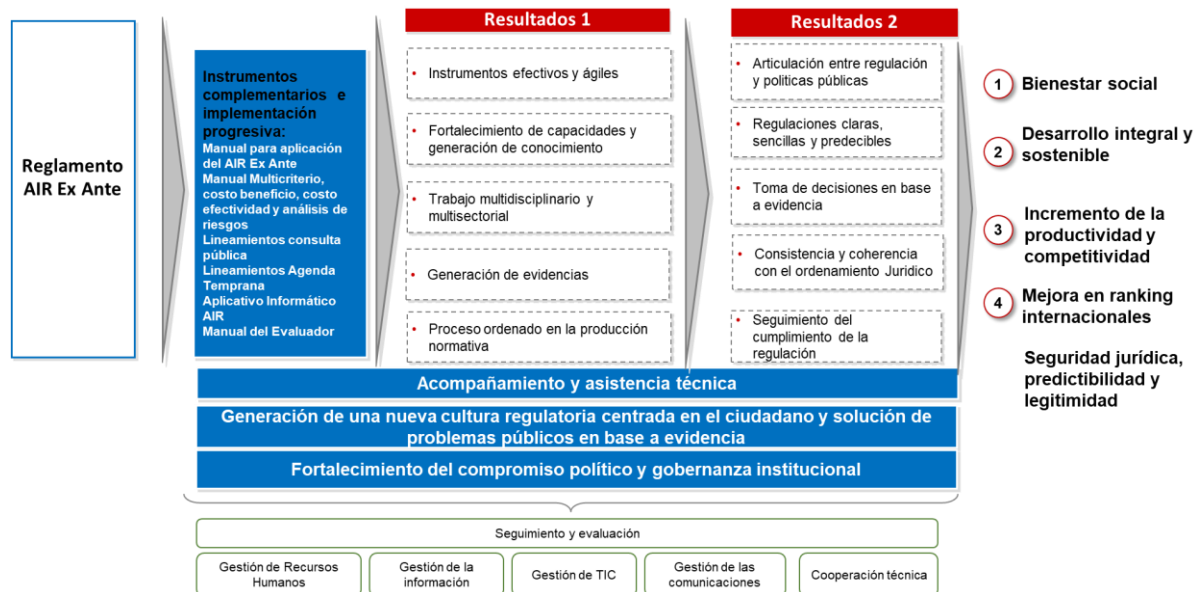 Reglamento
AIR Ex Ante
Instrumentos
complementarios e
implementación
progresiva:
Manual para aplicación
del AIR Ex Ante
Manual Multicriterio,
costo beneficio, costo
efectividad y análisis de
riesgos
Lineamientos consulta
pública
Lineamientos Agenda
Temprana
Aplicativo Informático
AIR
Manual del Evaluador
Resultados 1
• Instrumentos efectivos y ágiles
• Fortalecimiento de capacidades y
generación de conocimiento
• Trabajo multidisciplinario y
multisectorial
• Generación de evidencias
• Proceso ordenado en la producción
normativa
Resultados 2
• Articulación entre regulación
y politicas públicas
• Regulaciones claras,
sencillas y predecibles
• Toma de decisiones en base
a evidencia
• Consistencia y coherencia
con el ordenamiento Juridico
• Seguimiento del
cumplimiento de la
regulación
1 Bienestar social
2 Desarrollo integral y
sostenible
3 Incremento de la
productividad y
competitividad
4 Mejora en ranking
internacionales
Seguridad jurídica,
predictibilidad y
legitimidad
Acompañamiento y asistencia técnica
Generación de una nueva cultura regulatoria centrada en el ciudadano y solución de
problemas públicos en base a evidencia
Fortalecimiento del compromiso político y gobernanza institucional
Seguimiento y evaluación
Gestión de Recursos
Humanos
Gestión de la
información
Gestión de TIC
Gestión de las
comunicaciones
Cooperación técnica